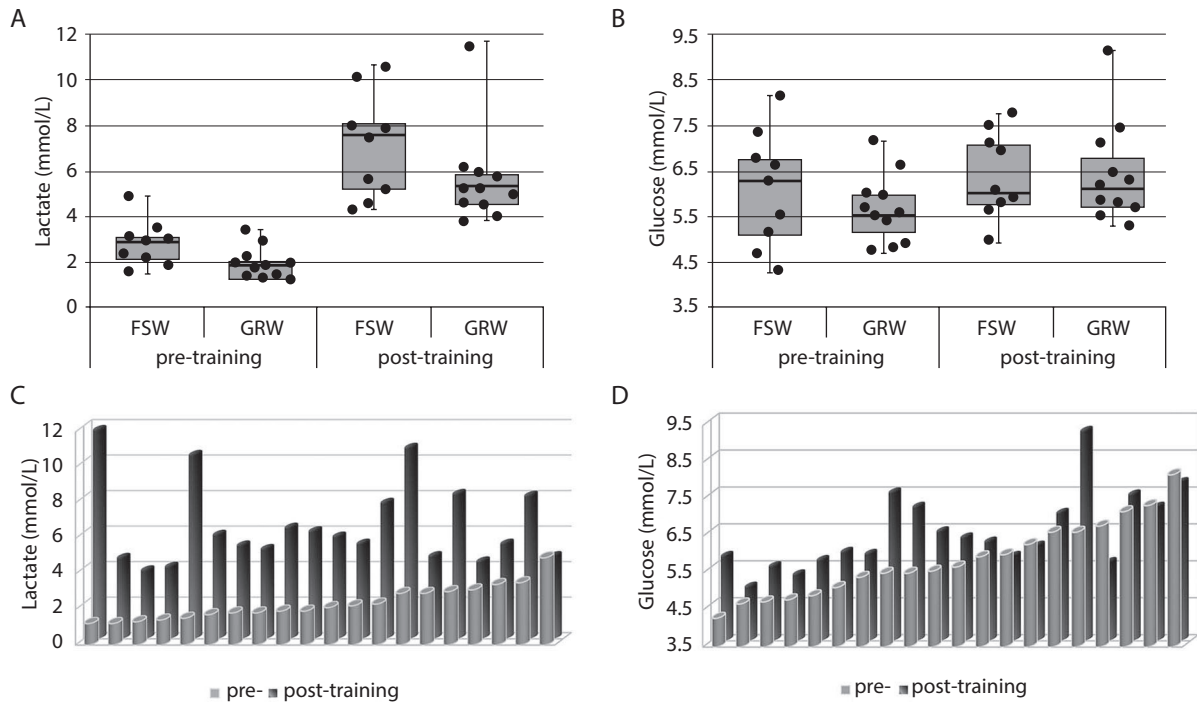 A
Lactate (mmol/L)
12
10
8
6
4
2
0
FSW GRW FSW GRW
pre-training post-training
B
Glucose (mmol/L)
9.5
8.5
7.5
6.5
5.5
4.5
3.5
FSW GRW FSW GRW
pre-training post-training
C
Lactate (mmol/L)
12
10
8
6
4
2
0
pre- post-training
D
Glucose (mmol/L)
9.5
8.5
7.5
6.5
5.5
4.5
3.5
pre- post-training